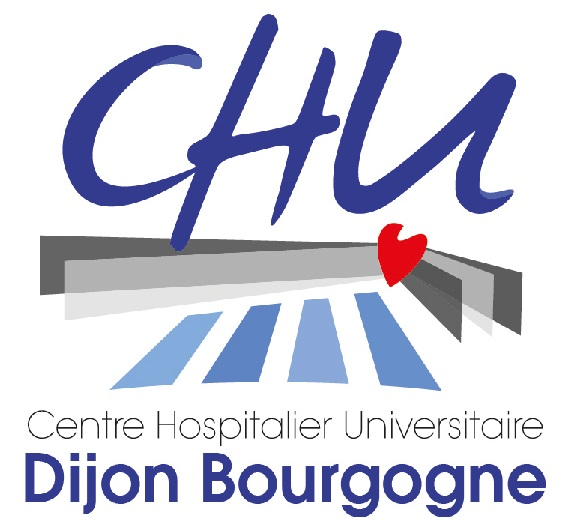 CHU
Centre Hospitalier Universitaire
Dijon Bourgogne